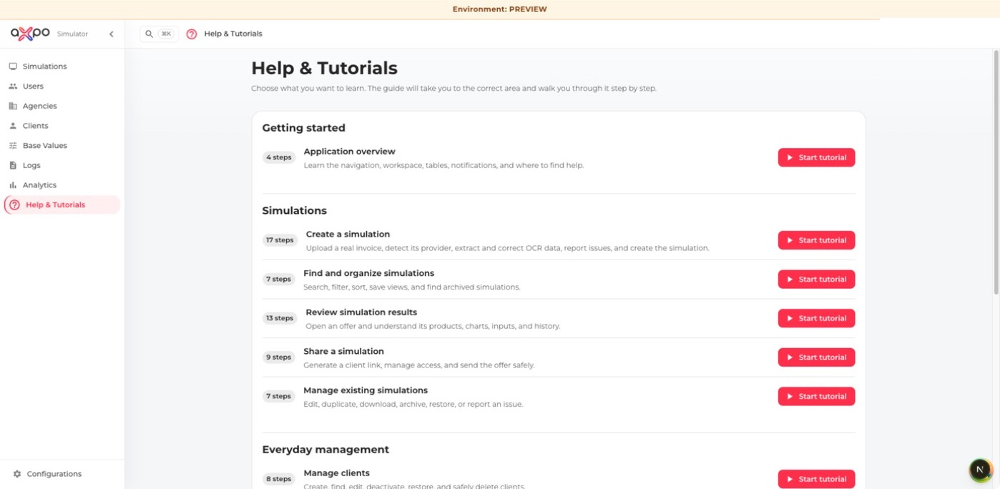 Environment: PREVIEW
axpo Simulator
⌘K
Help & Tutorials
Simulations
Users
Agencies
Clients
Base Values
Logs
Analytics
Help & Tutorials
Configurations
Help & Tutorials
Choose what you want to learn. The guide will take you to the correct area and walk you through it step by step.
Getting started
4 steps
Application overview
Learn the navigation, workspace, tables, notifications, and where to find help.
Start tutorial
Simulations
17 steps
Create a simulation
Upload a real invoice, detect its provider, extract and correct OCR data, report issues, and create the simulation.
Start tutorial
7 steps
Find and organize simulations
Search, filter, sort, save views, and find archived simulations.
Start tutorial
13 steps
Review simulation results
Open an offer and understand its products, charts, inputs, and history.
Start tutorial
9 steps
Share a simulation
Generate a client link, manage access, and send the offer safely.
Start tutorial
7 steps
Manage existing simulations
Edit, duplicate, download, archive, restore, or report an issue.
Start tutorial
Everyday management
8 steps
Manage clients
Create, find, edit, deactivate, restore, and safely delete clients.
Start tutorial
N